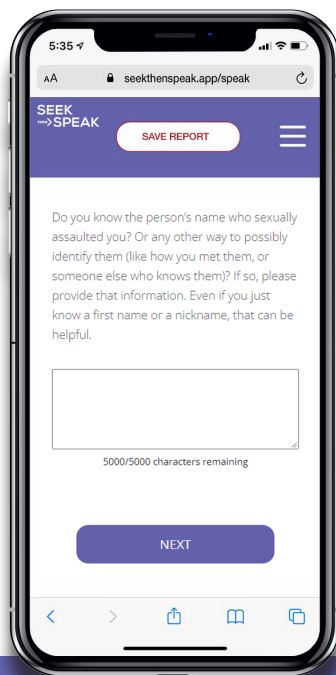 5:35
AA seekthenspeak.app/speak
SEEK
THEN>SPEAK
SAVE REPORT
Do you know the person's name who sexually
assaulted you? Or any other way to possibly
identify them (like how you met them, or
someone else who knows them)? If so, please
provide that information. Even if you just
know a first name or a nickname, that can be
helpful.
5000/5000 characters remaining
NEXT